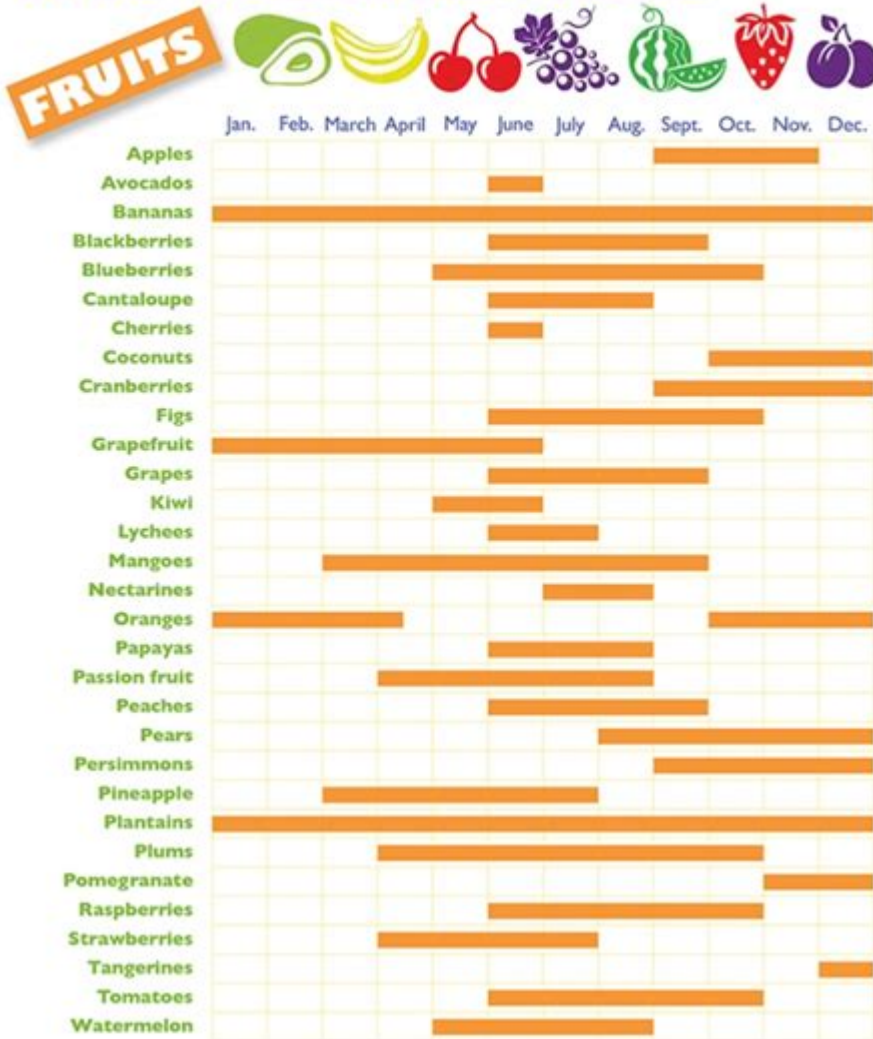 FRUITS
Jan. Feb. March April May June July Aug. Sept. Oct. Nov. Dec.
Apples
Avocados
Bananas
Blackberries
Blueberries
Cantaloupe
Cherries
Coconuts
Cranberries
Figs
Grapefruit
Grapes
Kiwi
Lychees
Mangoes
Nectarines
Oranges
Papayas
Passion fruit
Peaches
Pears
Persimmons
Pineapple
Plantains
Plums
Pomegranate
Raspberries
Strawberries
Tangerines
Tomatoes
Watermelon